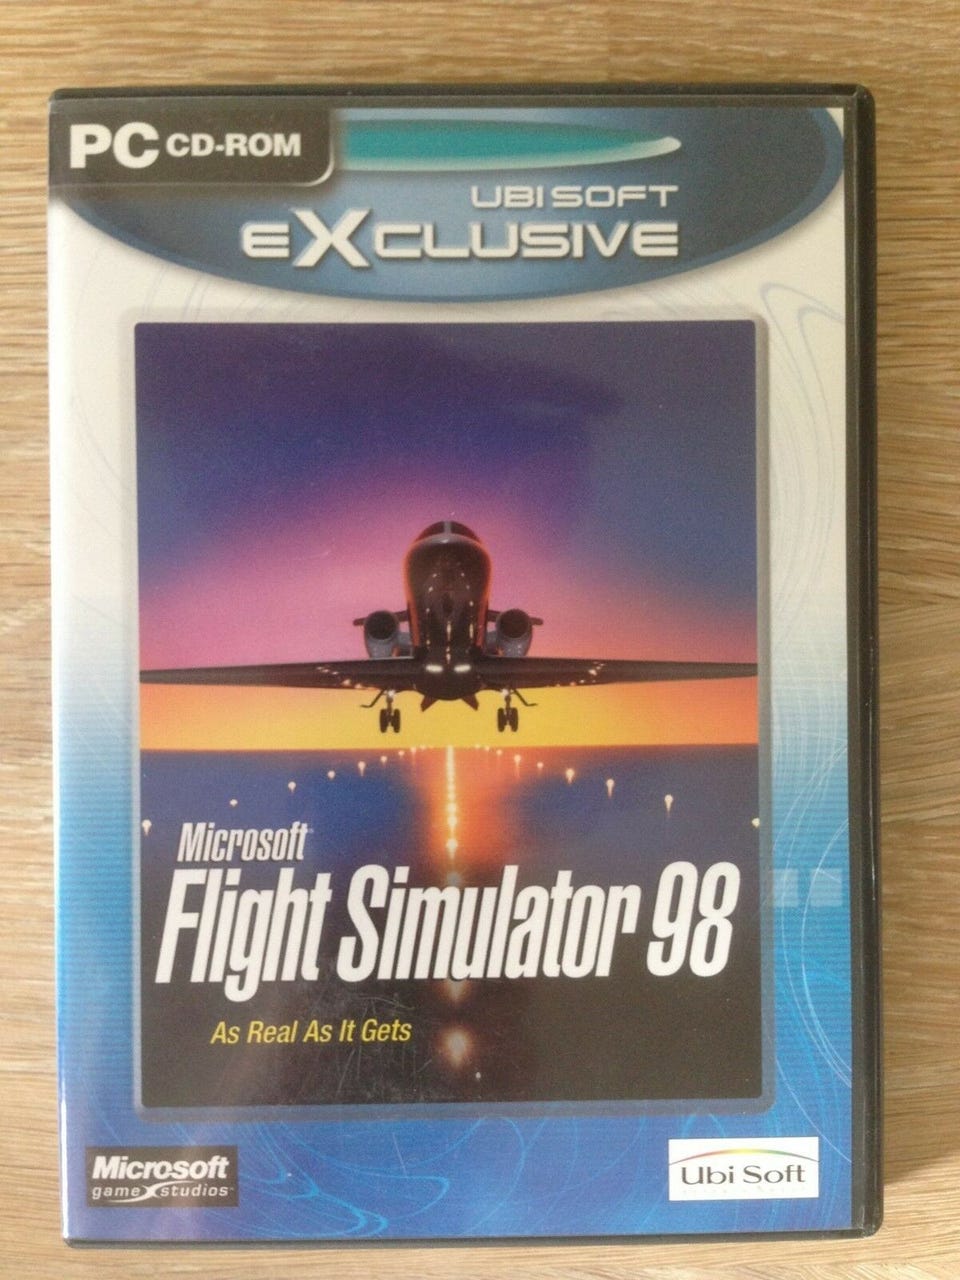 PC CD-ROM
UBI SOFT
eXCLUSIVE
Microsoft
Flight Simulator 98
As Real As It Gets
Microsoft
game studios™
Ubi Soft